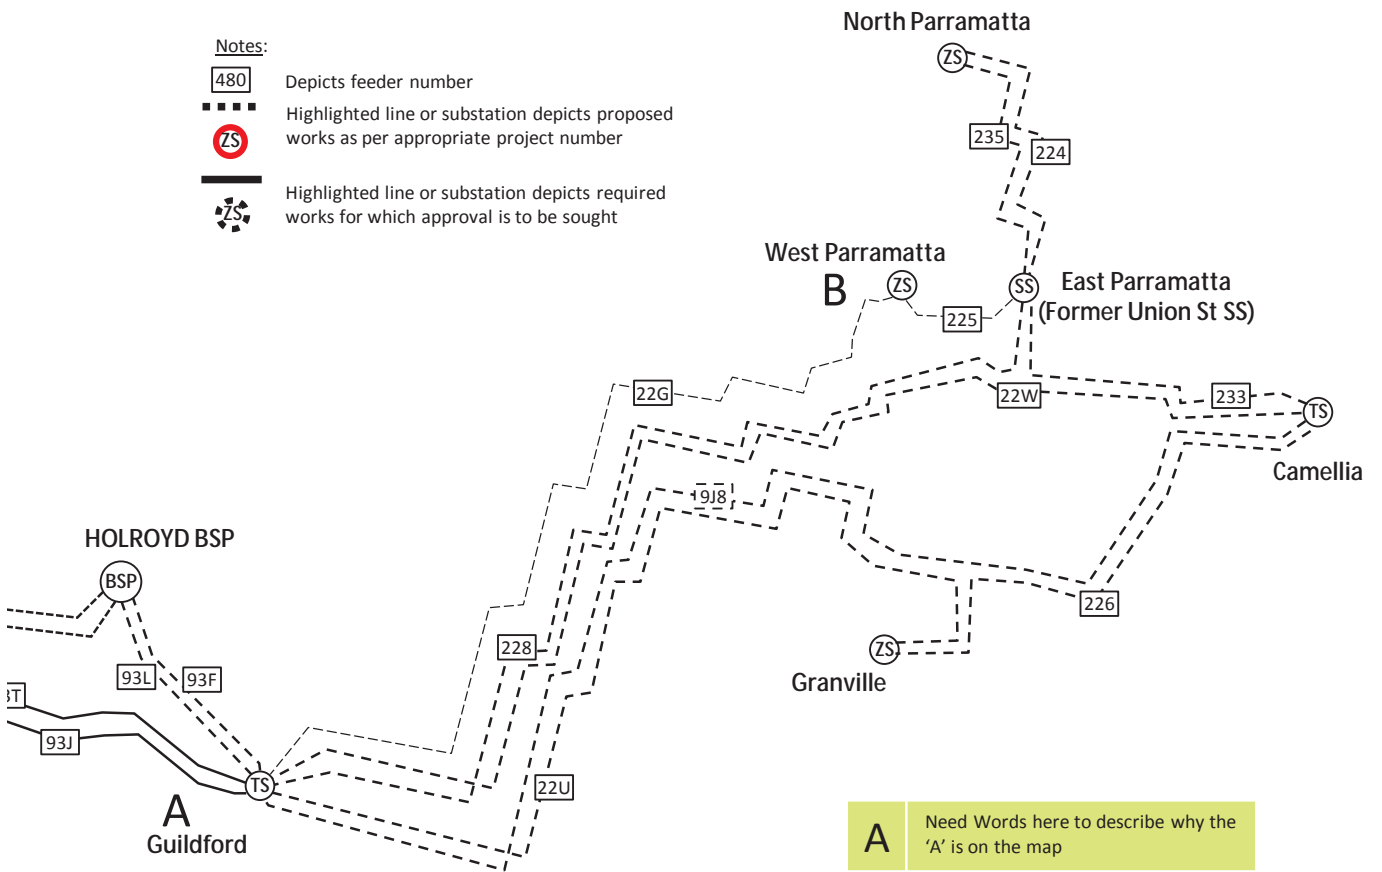 North Parramatta
ZS
Notes:
480
Depicts feeder number
Highlighted line or substation depicts proposed
works as per appropriate project number
ZS
Highlighted line or substation depicts required
works for which approval is to be sought
ZS
235
224
West Parramatta
B
ZS
SS
East Parramatta
(Former Union St SS)
225
22G
22W
233
TS
Camellia
9J8
HOLROYD BSP
BSP
226
228
ZS
Granville
93L
93F
93J
TS
22U
A
Guildford
A
Need Words here to describe why the
‘A’ is on the map